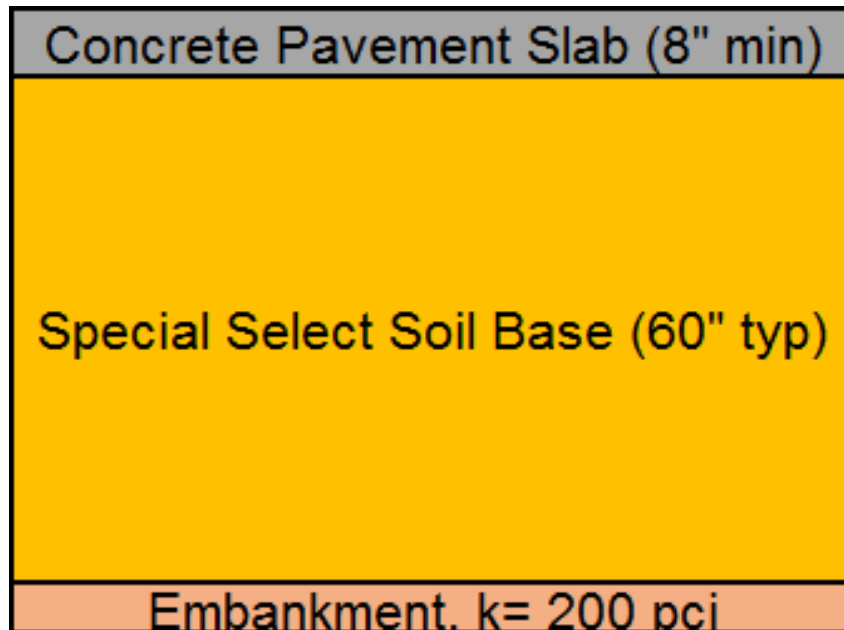 Concrete Pavement Slab (8" min)
Special Select Soil Base (60" typ)
Embankment, k= 200 pci